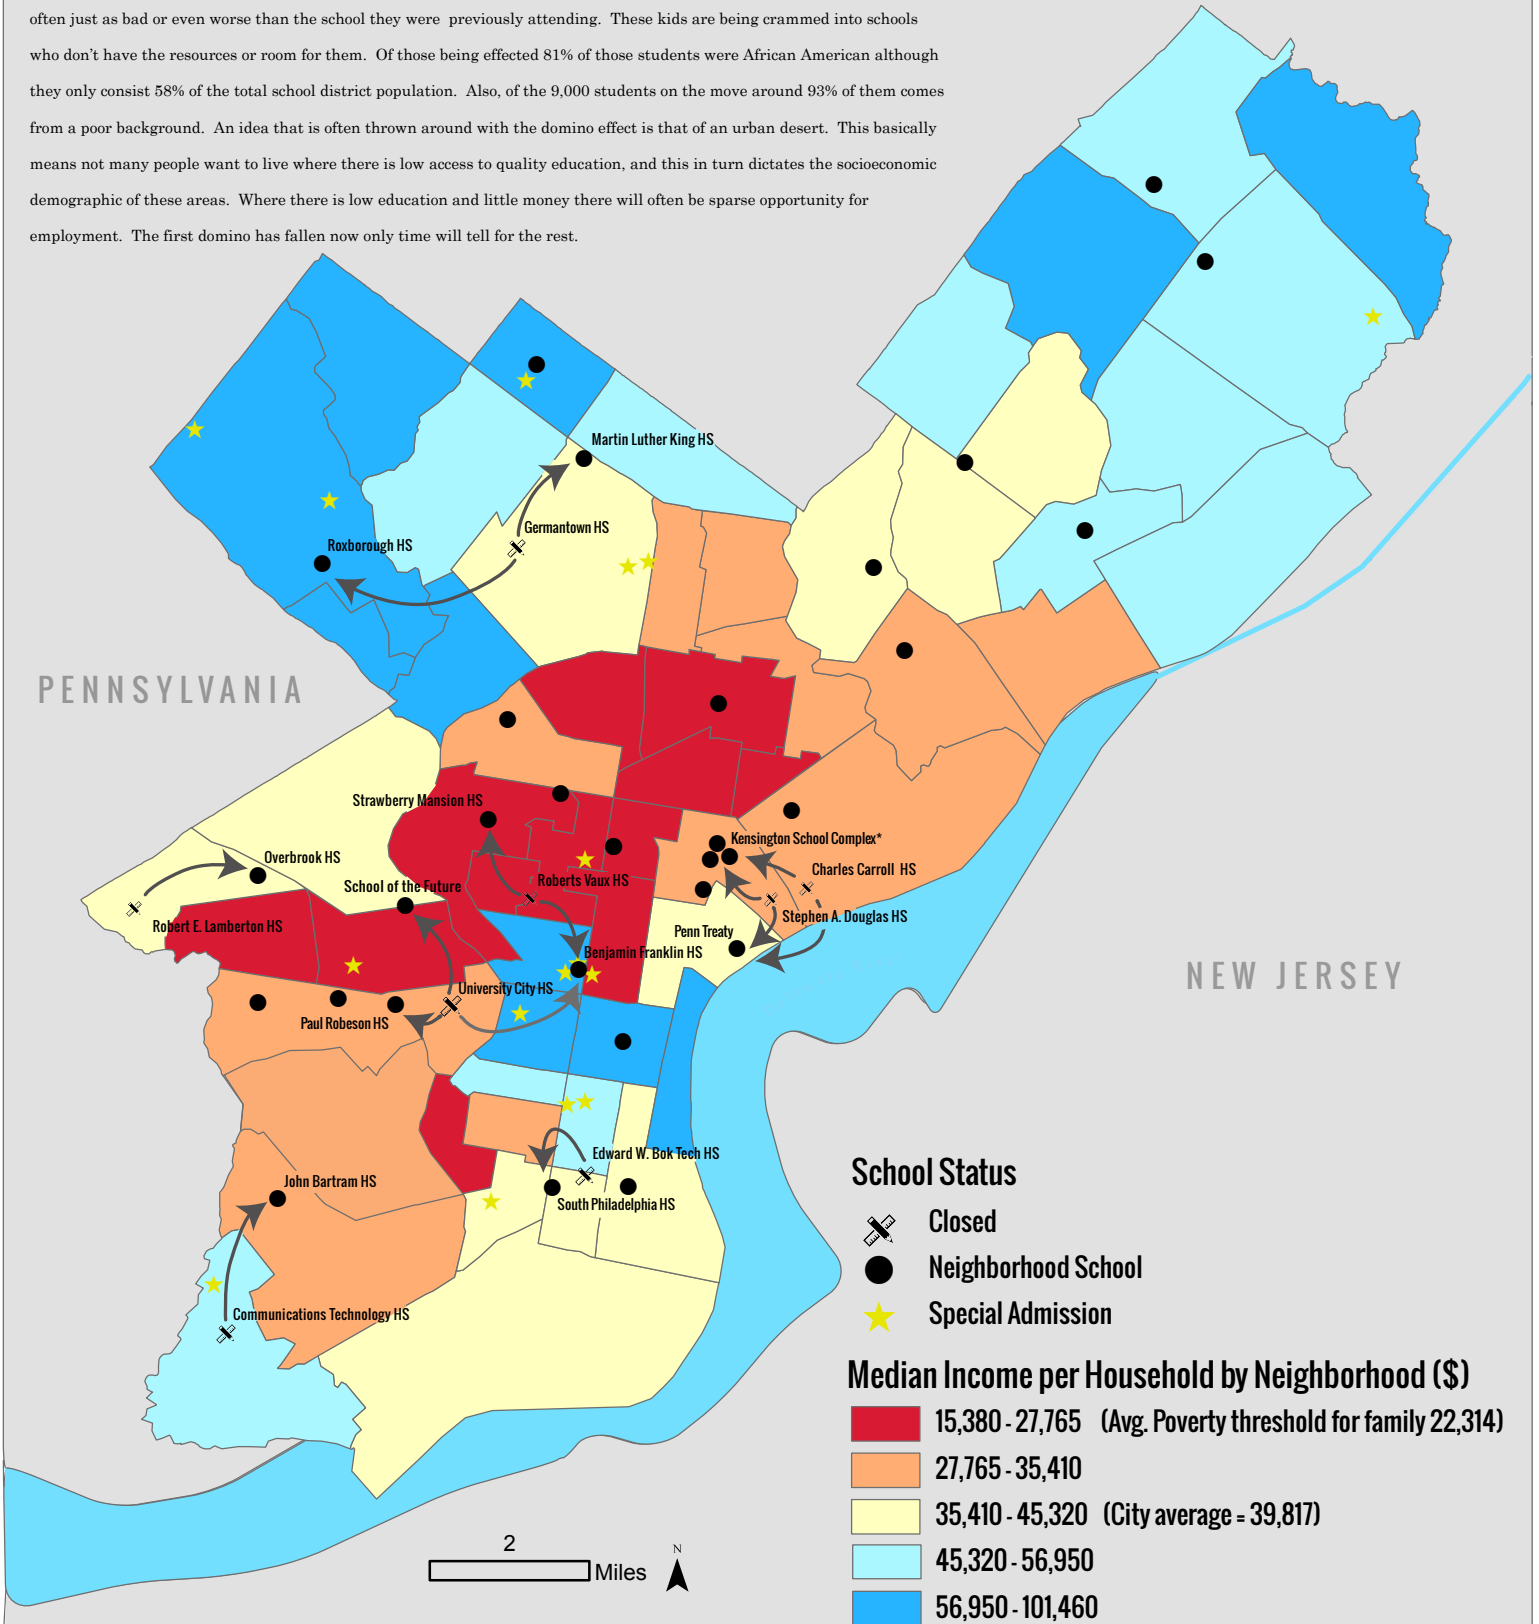 often just as bad or even worse than the school they were previously attending. These kids are being crammed into schools
who don't have the resources or room for them. Of those being effected 81% of those students were African American although
they only consist 58% of the total school district population. Also, of the 9,000 students on the move around 93% of them comes
from a poor background. An idea that is often thrown around with the domino effect is that of an urban desert. This basically
means not many people want to live where there is low access to quality education, and this in turn dictates the socioeconomic
demographic of these areas. Where there is low education and little money there will often be sparse opportunity for
employment. The first domino has fallen now only time will tell for the rest.
Martin Luther King HS
Germantown HS
Roxborough HS
PENNSYLVANIA
Strawberry Mansion HS
Kensington School Complex*
Overbrook HS
Charles Carroll HS
School of the Future
Roberts Vaux HS
Stephen A. Douglas HS
Robert E. Lamberton HS
Penn Treaty
Benjamin Franklin HS
NEW JERSEY
University City HS
Paul Robeson HS
Edward W. Bok Tech HS
John Bartram HS
South Philadelphia HS
Communications Technology HS
School Status
Closed
Neighborhood School
Special Admission
Median Income per Household by Neighborhood ($)
15,380 - 27,765 (Avg. Poverty threshold for family 22,314)
27,765 - 35,410
35,410 - 45,320 (City average = 39,817)
45,320 - 56,950
56,950 - 101,460
2
Miles
N